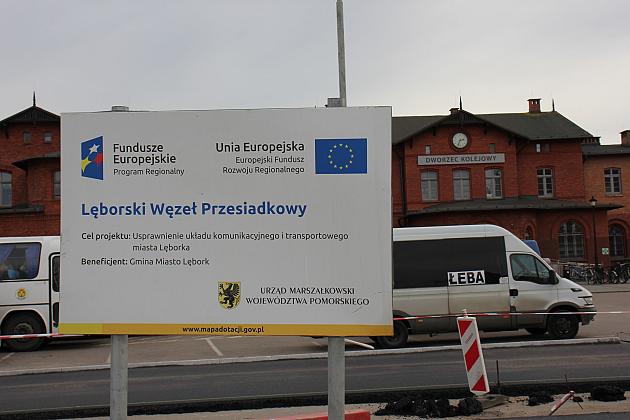 Fundusze
Europejskie
Program Regionalny
Unia Europejska
Europejski Fundusz
Rozwoju Regionalnego
Lęborski Węzeł Przesiadkowy
Cel projektu: Usprawnienie układu komunikacyjnego i transportowego
miasta Lęborka
Beneficjent: Gmina Miasto Lębork
URZĄD MARSZAŁKOWSKI
WOJEWÓDZTWA POMORSKIEGO
www.mapadotacji.gov.pl
DWORZEC KOLEJOWY
ŁEBA